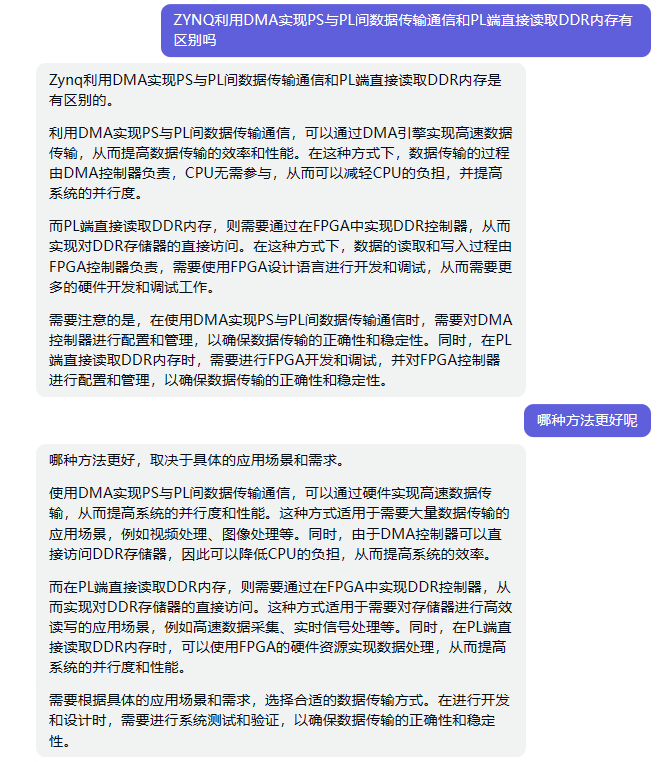 ZYNQ利用DMA实现PS与PL间数据传输通信和PL端直接读取DDR内存有
区别吗
Zynq利用DMA实现PS与PL间数据传输通信和PL端直接读取DDR内存是
有区别的。
利用DMA实现PS与PL间数据传输通信，可以通过DMA引擎实现高速数据
传输，从而提高数据传输的效率和性能。在这种方式下，数据传输的过程
由DMA控制器负责，CPU无需参与，从而可以减轻CPU的负担，并提高
系统的并行度。
而PL端直接读取DDR内存，则需要通过在FPGA中实现DDR控制器，从而
实现对DDR存储器的直接访问。在这种方式下，数据的读取和写入过程由
FPGA控制器负责，需要使用FPGA设计语言进行开发和调试，从而需要更
多的硬件开发和调试工作。
需要注意的是，在使用DMA实现PS与PL间数据传输通信时，需要对DMA
控制器进行配置和管理，以确保数据传输的正确性和稳定性。同时，在PL
端直接读取DDR内存时，需要进行FPGA开发和调试，并对FPGA控制器
进行配置和管理，以确保数据传输的正确性和稳定性。
哪种方法更好呢
哪种方法更好，取决于具体的应用场景和需求。
使用DMA实现PS与PL间数据传输通信，可以通过硬件实现高速数据传
输，从而提高系统的并行度和性能。这种方式适用于需要大量数据传输的
应用场景，例如视频处理、图像处理等。同时，由于DMA控制器可以直
接访问DDR存储器，因此可以降低CPU的负担，从而提高系统的效率。
而在PL端直接读取DDR内存，则需要通过在FPGA中实现DDR控制器，从
而实现对DDR存储器的直接访问。这种方式适用于需要对存储器进行高效
读写的应用场景，例如高速数据采集、实时信号处理等。同时，在PL端直
接读取DDR内存时，可以使用FPGA的硬件资源实现数据处理，从而提高
系统的并行度和性能。
需要根据具体的应用场景和需求，选择合适的数据传输方式。在进行开发
和设计时，需要进行系统测试和验证，以确保数据传输的正确性和稳定
性。